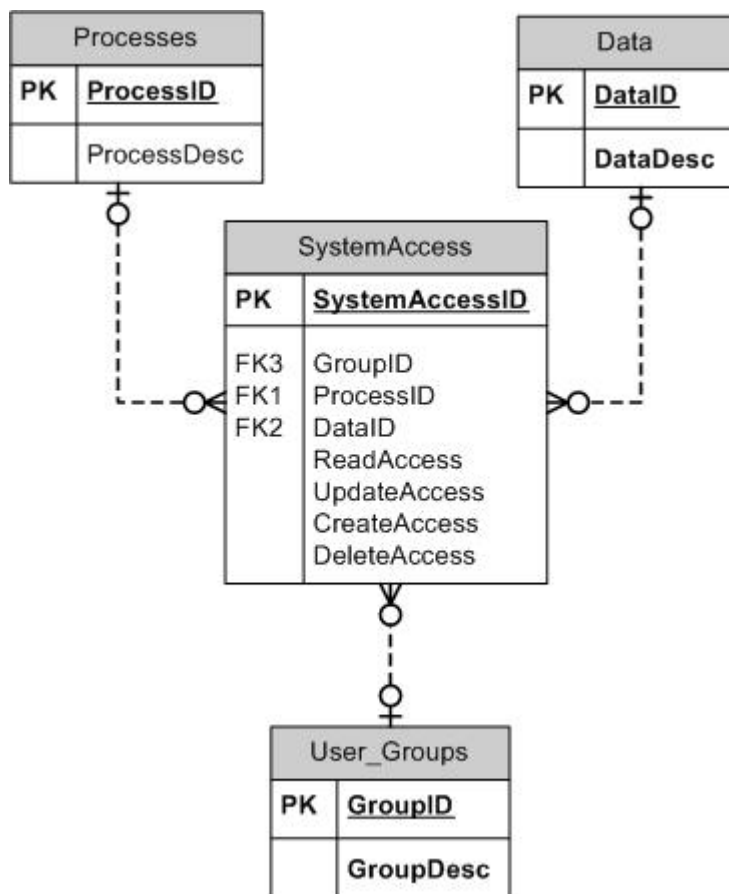 Processes
PK ProcessID
ProcessDesc
Data
PK DataID
DataDesc
SystemAccess
PK SystemAccessID
FK3 GroupID
FK1 ProcessID
FK2 DataID
ReadAccess
UpdateAccess
CreateAccess
DeleteAccess
User_Groups
PK GroupID
GroupDesc